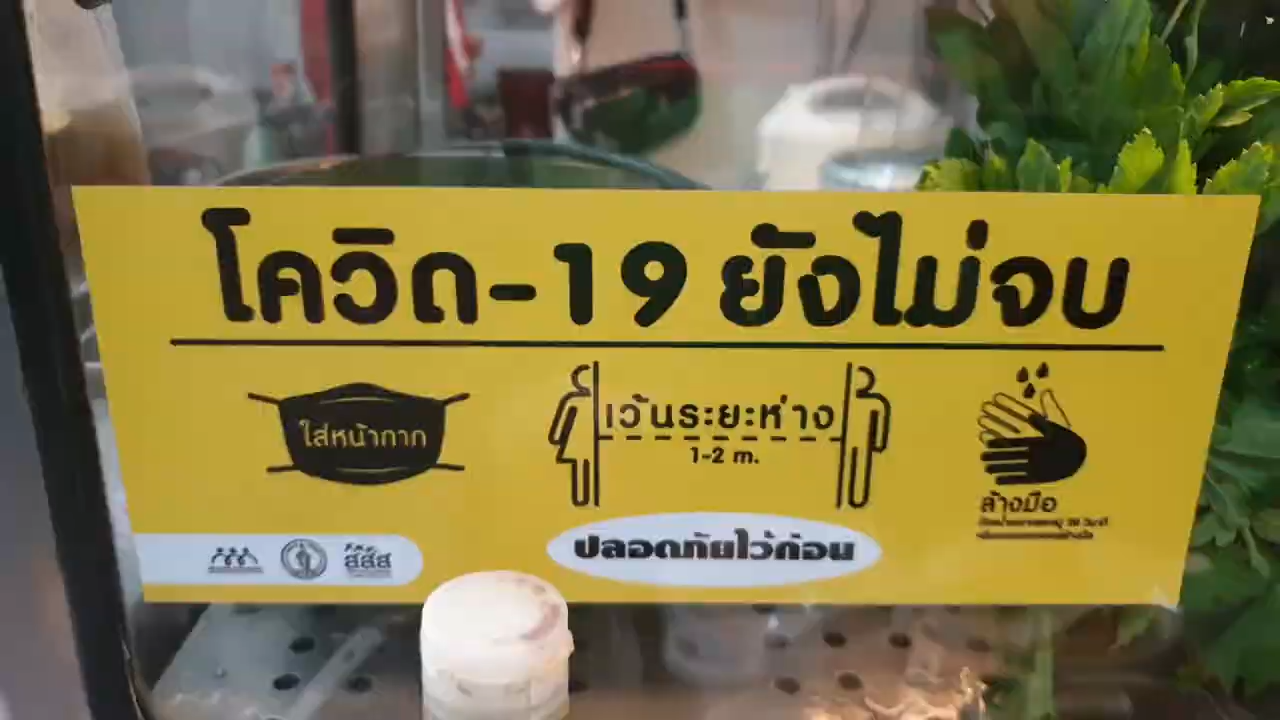 โควิด-19 ยังไม่จบ
ใส่หน้ากาก
เว้นระยะห่าง
1-2 m.
ล้างมือ
ปลอดภัยไว้ก่อน
สสส